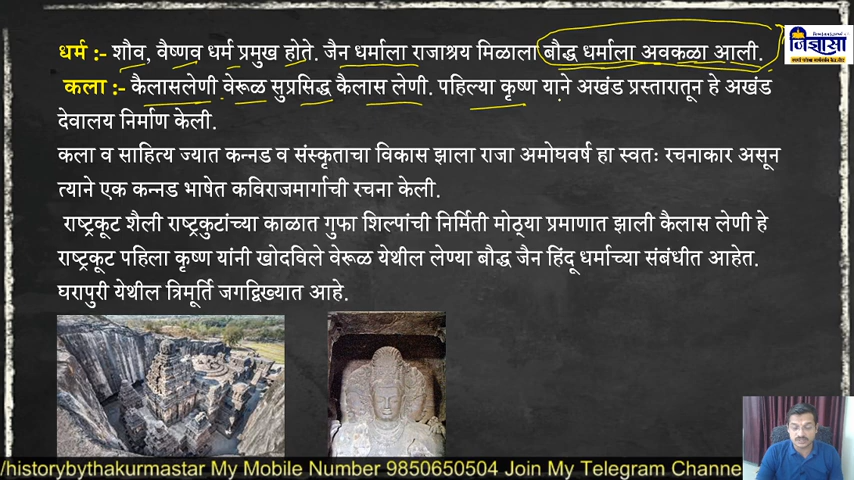 धर्म :- शौव, वैष्णव धर्म प्रमुख होते. जैन धर्माला राजाश्रय मिळाला बौद्ध धर्माला अवकळा आली.
कला :- कैलासलेणी वेरूळ सुप्रसिद्ध कैलास लेणी. पहिल्या कृष्ण याने अखंड प्रस्तारातून हे अखंड
देवालय निर्माण केली.
कला व साहित्य ज्यात कन्नड व संस्कृताचा विकास झाला राजा अमोघवर्ष हा स्वतः रचनाकार असून
त्याने एक कन्नड भाषेत कविराजमार्गाची रचना केली.
राष्ट्रकूट शैली राष्ट्रकुटांच्या काळात गुफा शिल्पांची निर्मिती मोठ्या प्रमाणात झाली कैलास लेणी हे
राष्ट्रकूट पहिला कृष्ण यांनी खोदविले वेरूळ येथील लेण्या बौद्ध जैन हिंदू धर्माच्या संबंधीत आहेत.
घरापुरी येथील त्रिमूर्ति जगद्विख्यात आहे.
जिज्ञासा
/historybythakurmastar My Mobile Number 9850650504 Join My Telegram Channe